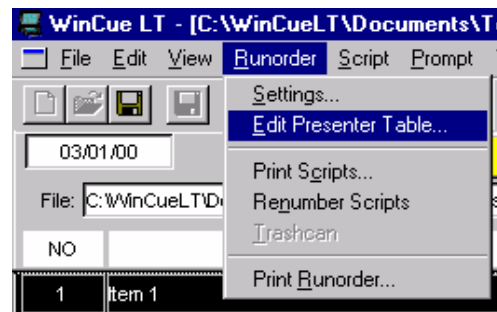 WinCue LT - [C:\WinCueLT\Documents\T
File Edit View Runorder Script Prompt
Settings...
Edit Presenter Table...
03/01/00
Print Scripts...
File: C:\WinCueLT\D
Renumber Scripts
Trashcan
NO
Print Runorder...
1 Item 1